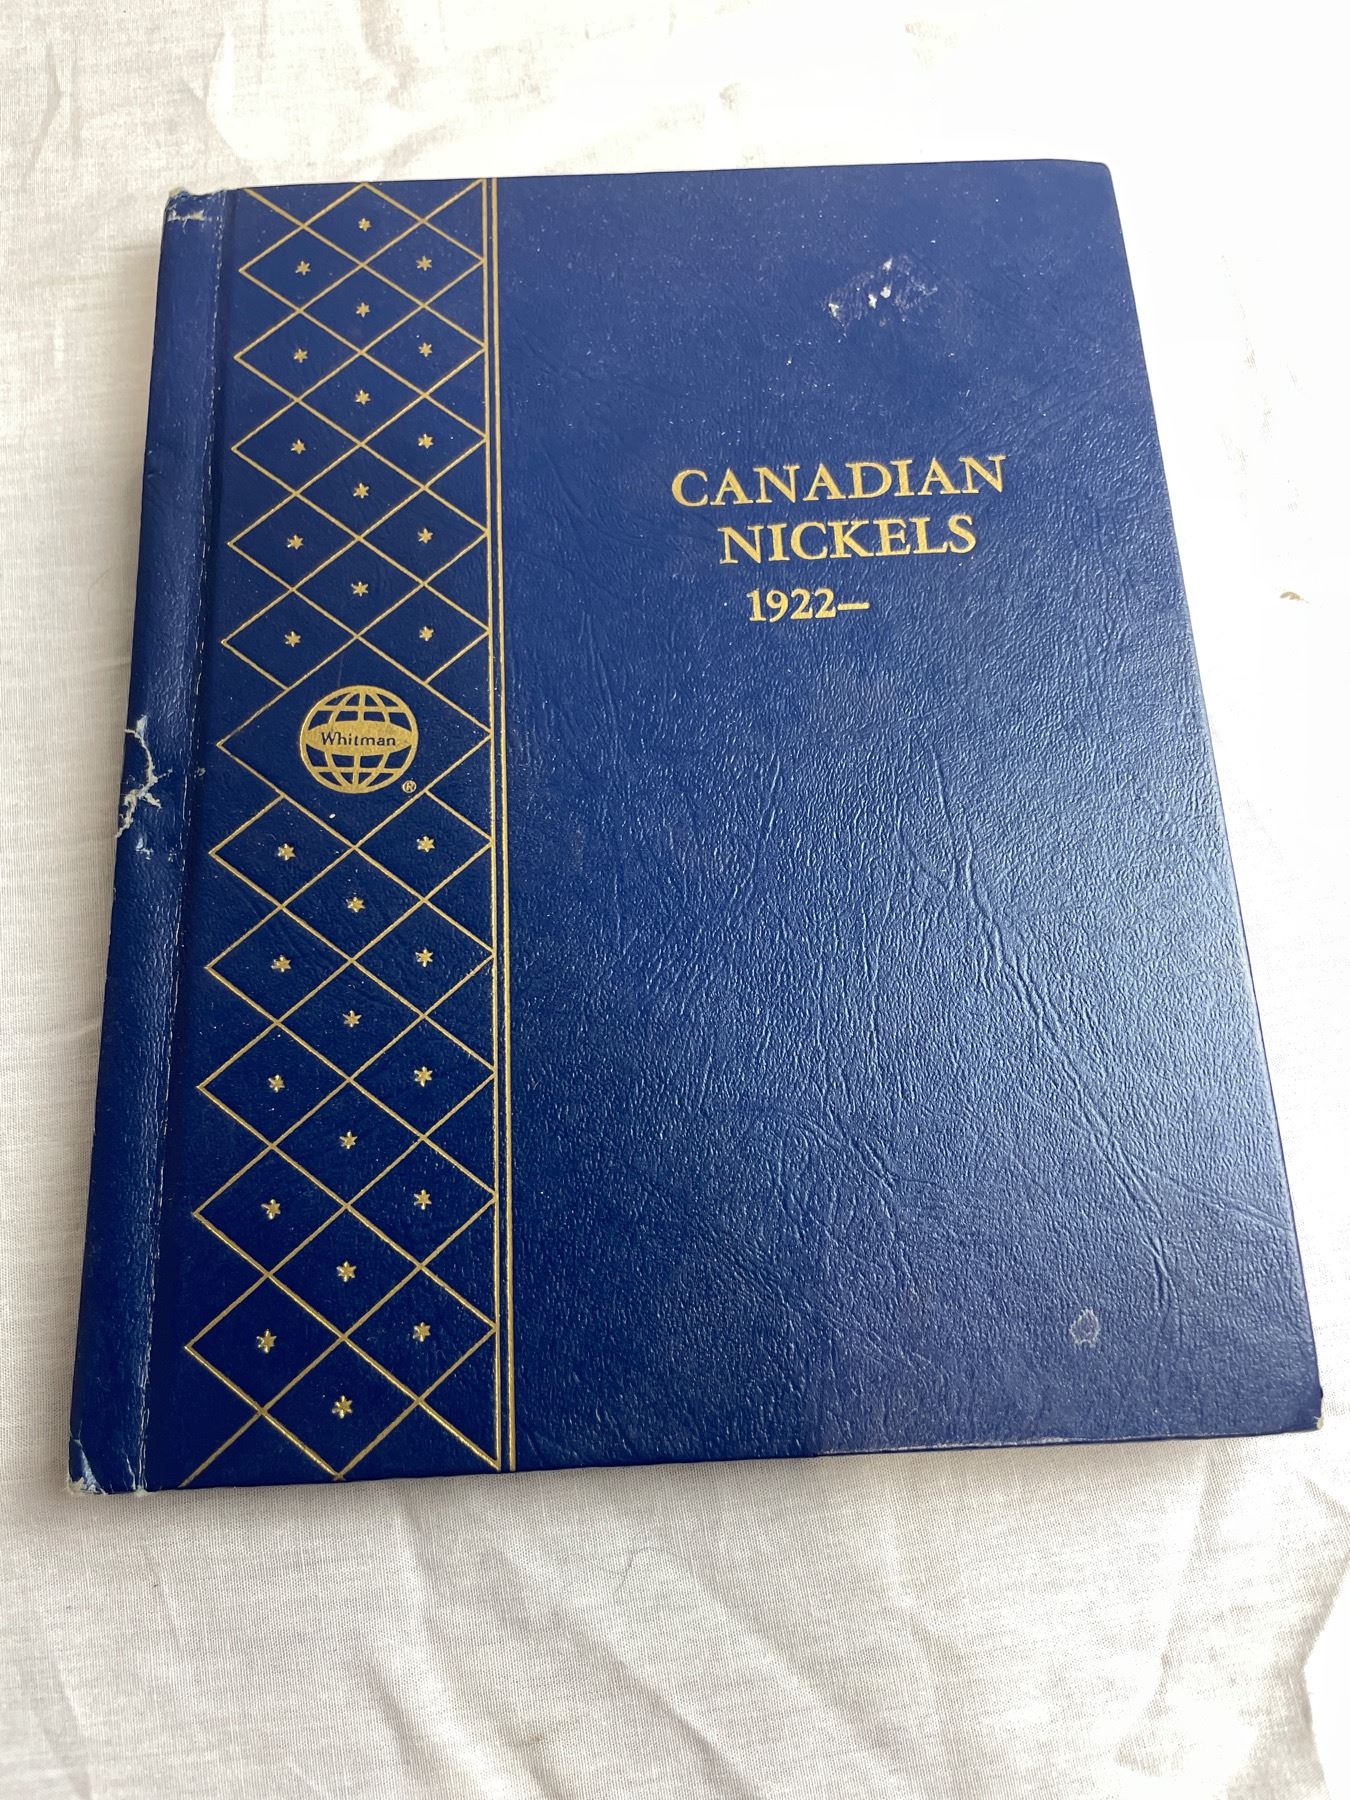 CANADIAN
NICKELS
1922—
Whitman
®